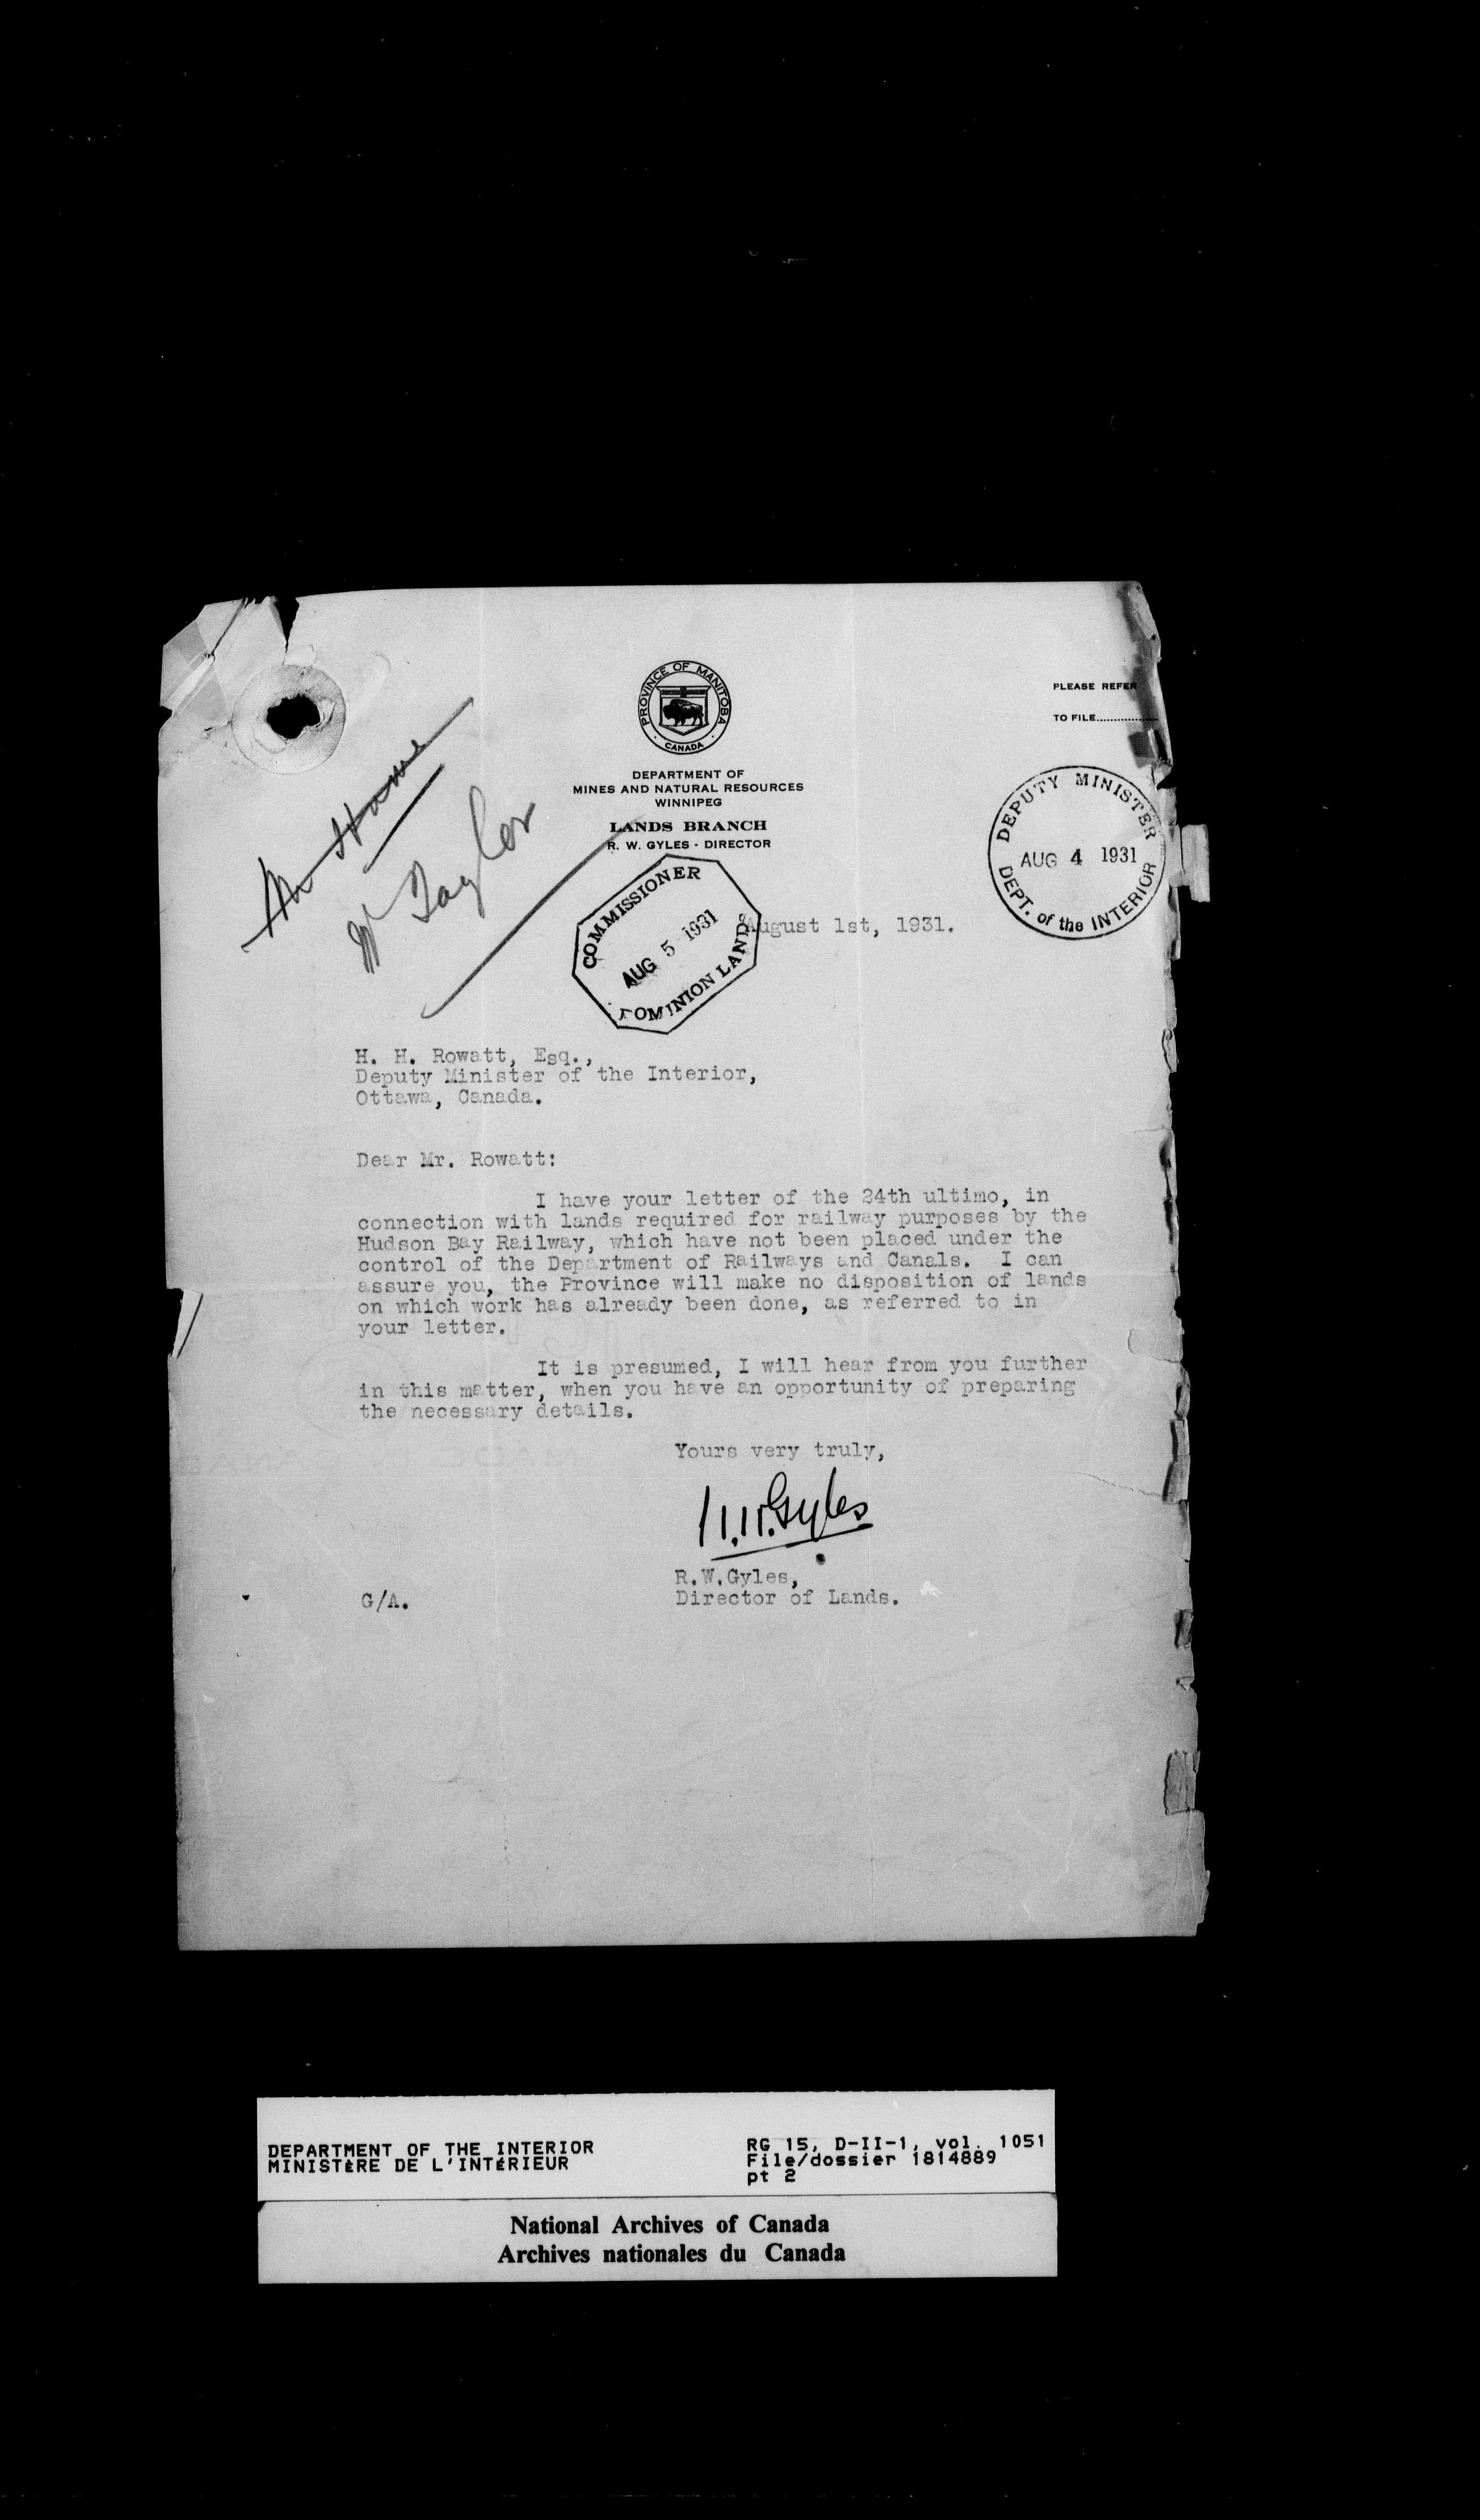 PROVINCE OF MANITOBA
CANADA
PLEASE REFER
TO FILE
DEPARTMENT OF
MINES AND NATURAL RESOURCES
WINNIPEG
LANDS BRANCH
R. W. GYLES - DIRECTOR
Mr Hume
Mr Taylor
DEPUTY MINISTER
AUG 4 1931
DEPT. of the INTERIOR
COMMISSIONER
AUG 5 1931
DOMINION LANDS
August 1st, 1931.
H. H. Rowatt, Esq.,
Deputy Minister of the Interior,
Ottawa, Canada.
Dear Mr. Rowatt:
I have your letter of the 24th ultimo, in
connection with lands required for railway purposes by the
Hudson Bay Railway, which have not been placed under the
control of the Department of Railways and Canals. I can
assure you, the Province will make no disposition of lands
on which work has already been done, as referred to in
your letter.
It is presumed, I will hear from you further
in this matter, when you have an opportunity of preparing
the necessary details.
Yours very truly,
R.W.Gyles
R.W.Gyles,
Director of Lands.
G/A.
DEPARTMENT OF THE INTERIOR
MINISTÈRE DE L'INTÉRIEUR
RG 15, D-II-1, vol. 1051
File/dossier 1814889
pt 2
National Archives of Canada
Archives nationales du Canada